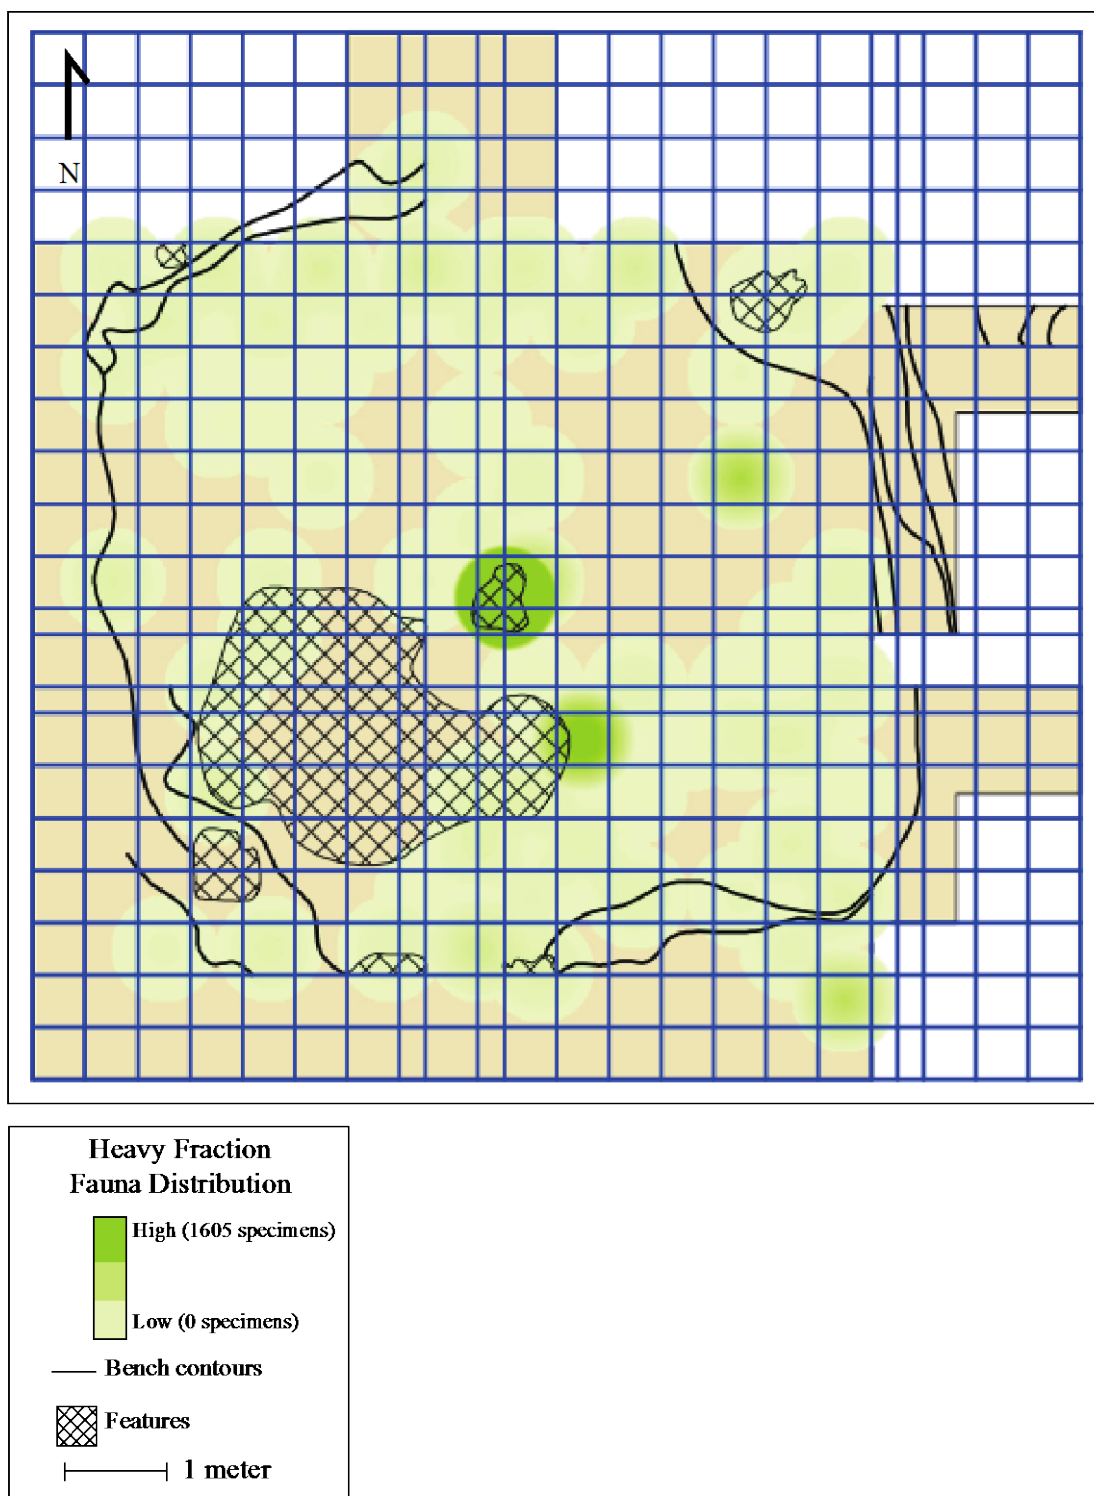 N
Heavy Fraction
Fauna Distribution
High (1605 specimens)
Low (0 specimens)
Bench contours
Features
1 meter